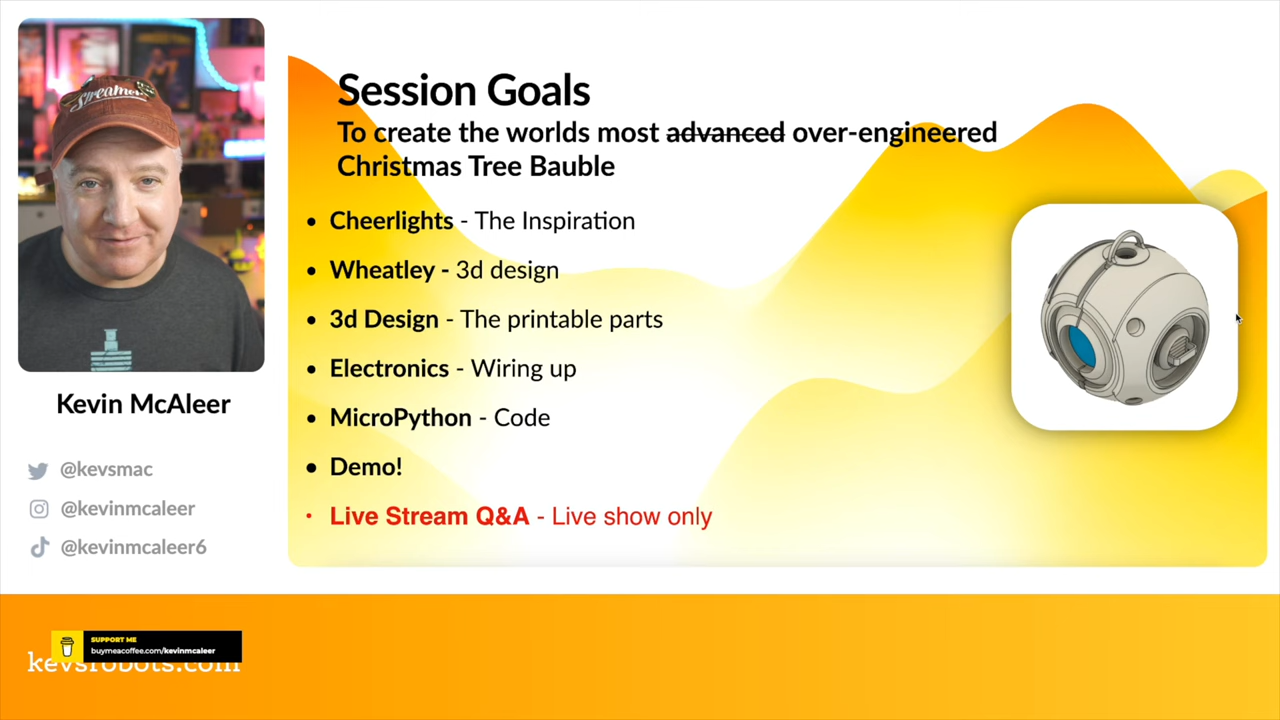 Streamer
Kevin McAleer
@kevsmac
@kevinmcaleer
@kevinmcaleer6
Session Goals
To create the worlds most advanced over-engineered
Christmas Tree Bauble
• Cheerlights - The Inspiration
• Wheatley - 3d design
• 3d Design - The printable parts
• Electronics - Wiring up
• MicroPython - Code
• Demo!
• Live Stream Q&A - Live show only
SUPPORT ME
buymeacoffee.com/kevinmcaleer
kevsrobots.com